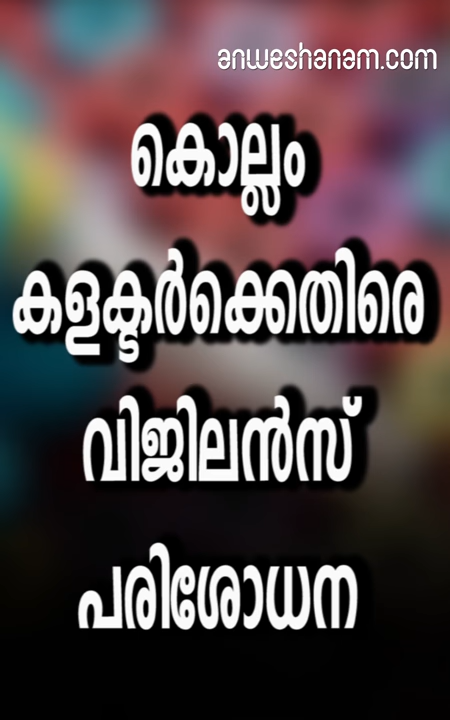 anweshanam.com
കൊല്ലം
കളക്ടർക്കെതിരെ
വിജിലൻസ്
പരിശോധന